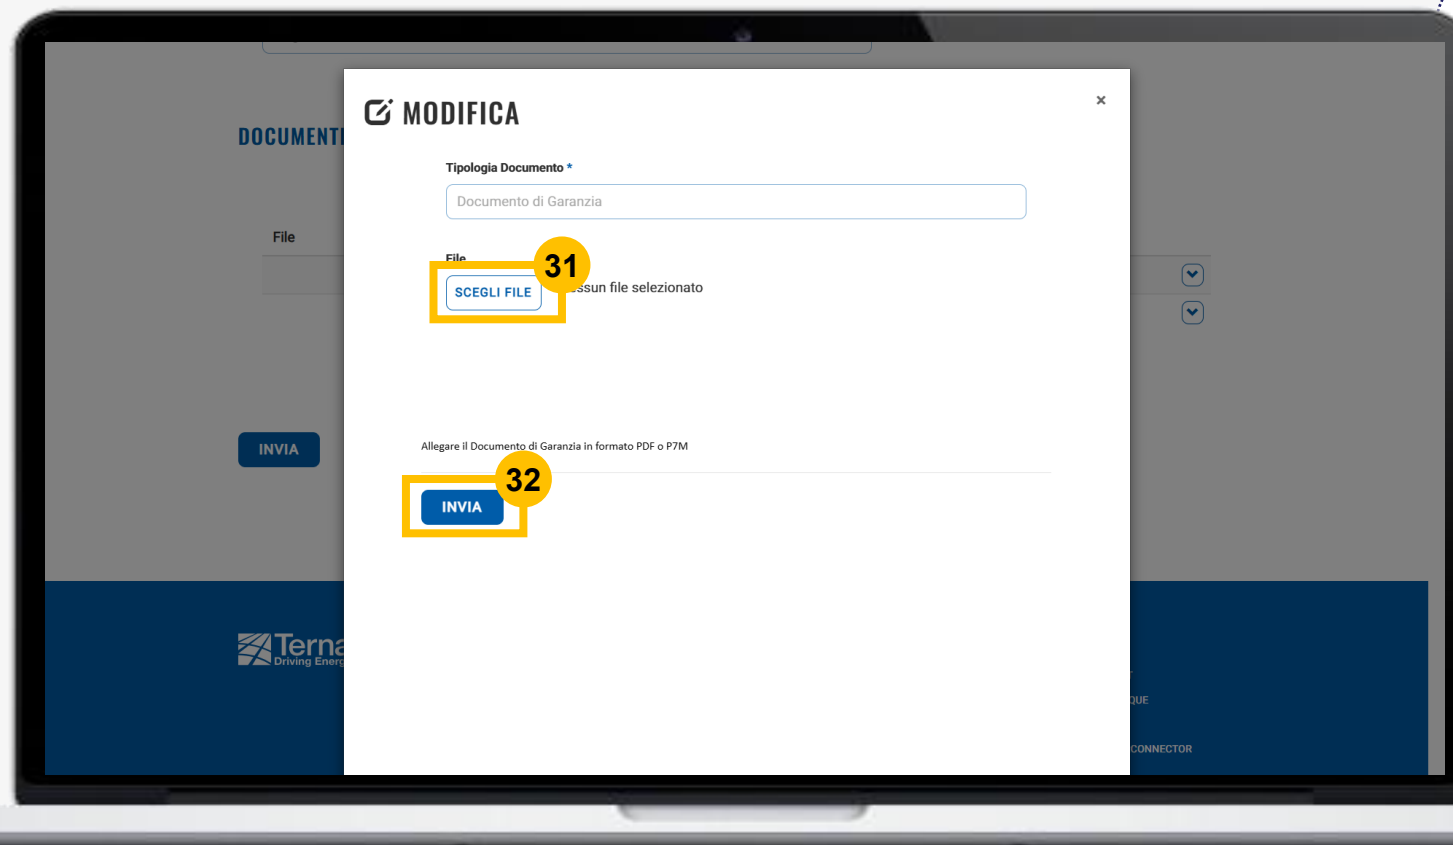 MODIFICA
×
DOCUMENTI
Tipologia Documento *
Documento di Garanzia
File
File
31
SCEGLI FILE
essun file selezionato
Allegare il Documento di Garanzia in formato PDF o P7M
INVIA
32
INVIA
Terna
Driving Energ
QUE
CONNECTOR